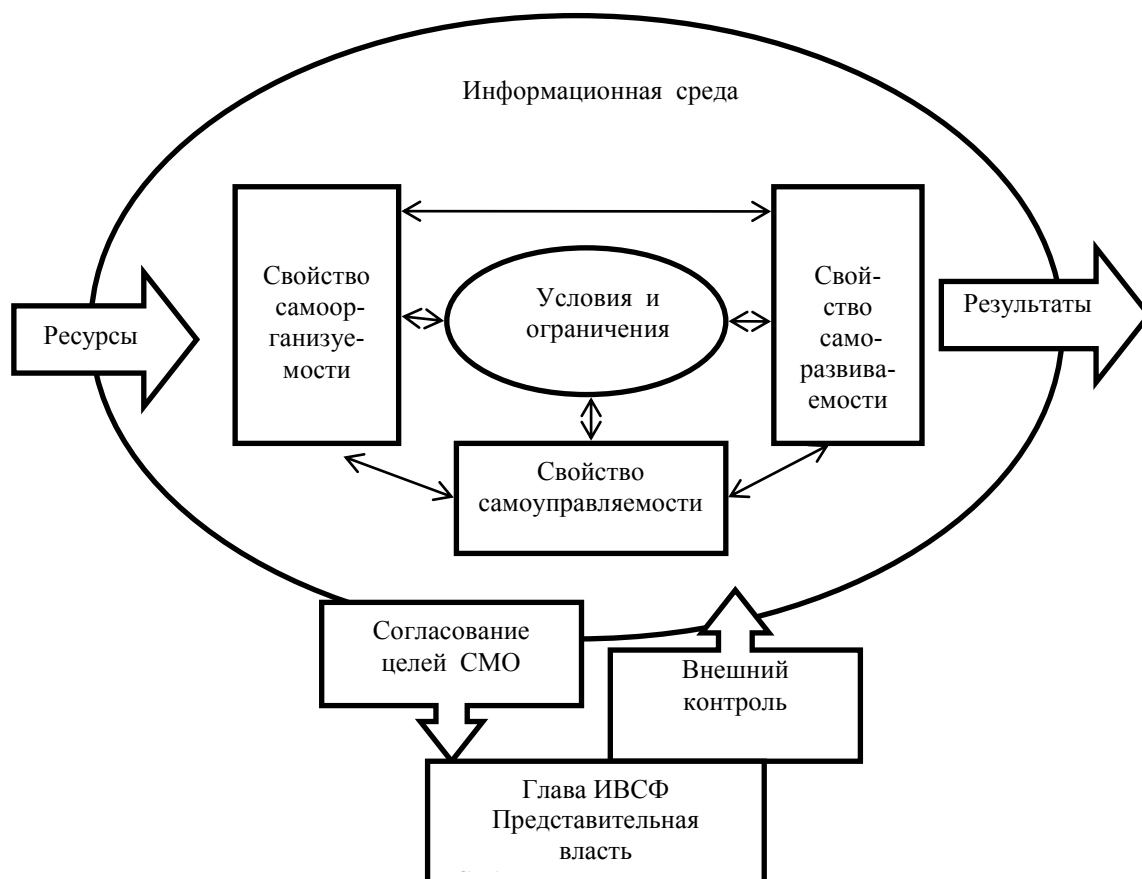 Информационная среда
Свойство
самоор-
ганизуе-
мости
Условия и
ограничения
Свой-
ство
само-
развива-
емости
Ресурсы
Результаты
Свойство
самоуправляемости
Согласование
целей СМО
Внешний
контроль
Глава ИВСФ
Представительная
власть